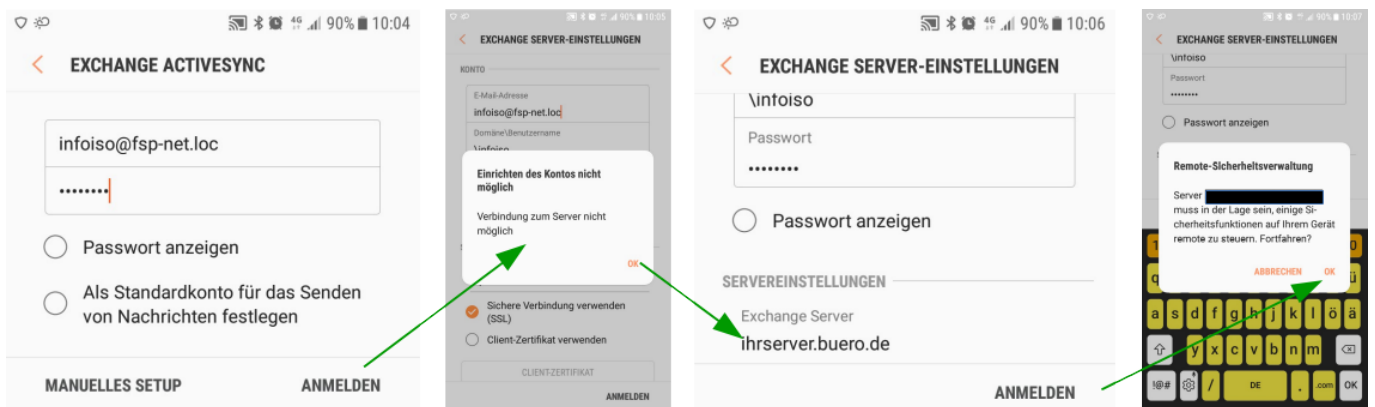 90% 10:04
EXCHANGE ACTIVESYNC
infoiso@fsp-net.loc
••••••••
Passwort anzeigen
Als Standardkonto für das Senden
von Nachrichten festlegen
MANUELLES SETUP ANMELDEN
90% 10:05
EXCHANGE SERVER-EINSTELLUNGEN
KONTO
E-Mail-Adresse
infoiso@fsp-net.loc
Domäne\Benutzername
\infoiso
Einrichten des Kontos nicht
möglich
Verbindung zum Server nicht
möglich
OK
Sichere Verbindung verwenden
(SSL)
Client-Zertifikat verwenden
CLIENT-ZERTIFIKAT
ANMELDEN
4G 90% 10:06
EXCHANGE SERVER-EINSTELLUNGEN
\infoiso
Passwort
••••••••
Passwort anzeigen
SERVEREINSTELLUNGEN
Exchange Server
ihrserver.buero.de
ANMELDEN
90% 10:07
EXCHANGE SERVER-EINSTELLUNGEN
\infoiso
Passwort
••••••••
Passwort anzeigen
Remote-Sicherheitsverwaltung
Server
muss in der Lage sein, einige Si-
cherheitsfunktionen auf Ihrem Gerät
remote zu steuern. Fortfahren?
ABBRECHEN OK
1 0
q ü
a s d f g h j k l ö ä
y x c v b n m
!@# / DE . .com OK